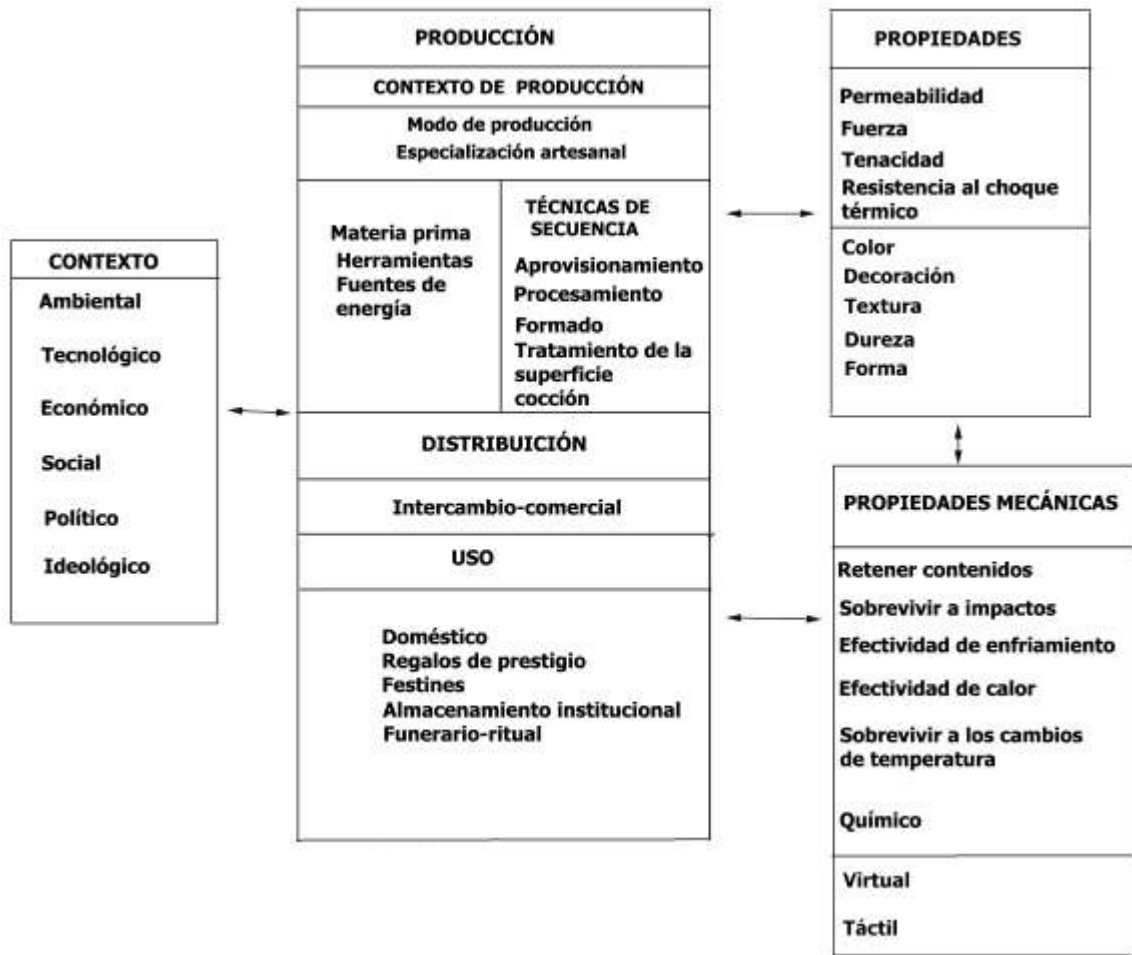 CONTEXTO
Ambiental
Tecnológico
Económico
Social
Político
Ideológico
PRODUCCIÓN
CONTEXTO DE PRODUCCIÓN
Modo de producción
Especialización artesanal
Materia prima
Herramientas
Fuentes de
energía
TÉCNICAS DE
SECUENCIA
Aprovisionamiento
Procesamiento
Formado
Tratamiento de la
superficie
cocción
DISTRIBUICIÓN
Intercambio-comercial
USO
Doméstico
Regalos de prestigio
Festines
Almacenamiento institucional
Funerario-ritual
PROPIEDADES
Permeabilidad
Fuerza
Tenacidad
Resistencia al choque
térmico
Color
Decoración
Textura
Dureza
Forma
PROPIEDADES MECÁNICAS
Retener contenidos
Sobrevivir a impactos
Efectividad de enfriamiento
Efectividad de calor
Sobrevivir a los cambios
de temperatura
Químico
Virtual
Táctil